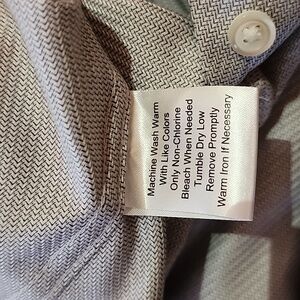 Machine Wash Warm
With Like Colors
Only Non-Chlorine
Bleach When Needed
Tumble Dry Low
Remove Promptly
Warm Iron If Necessary